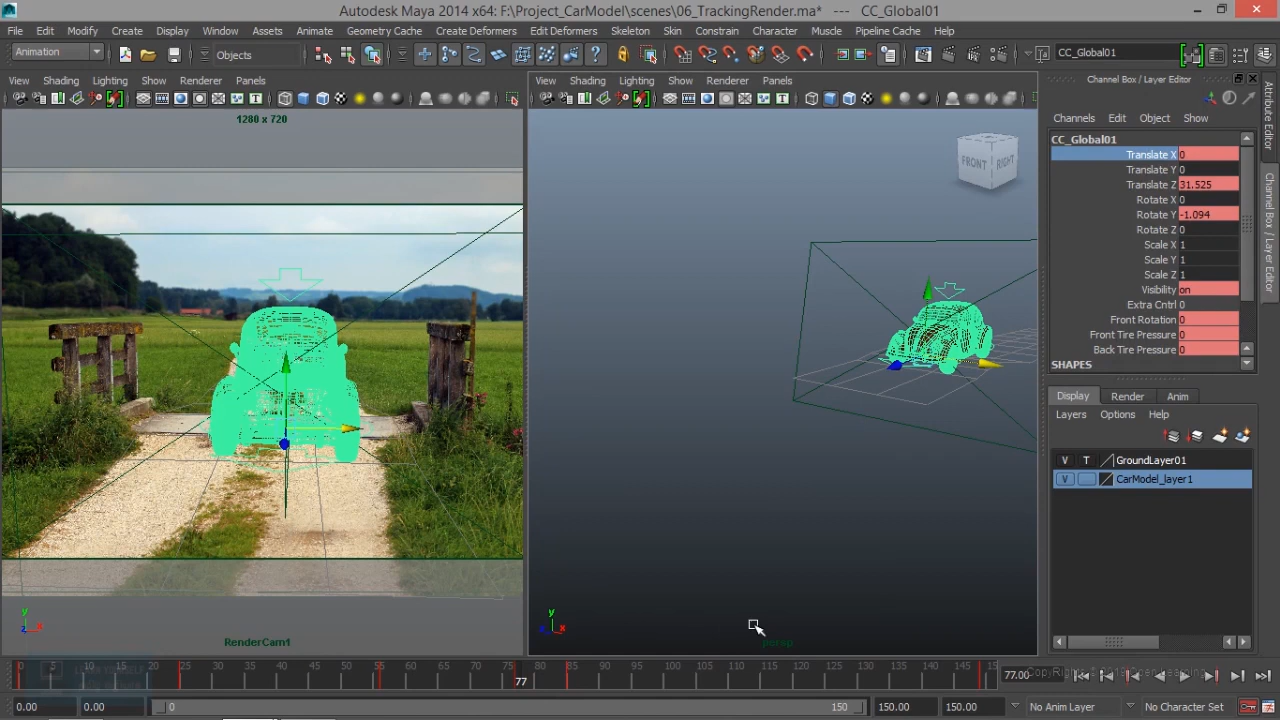 Autodesk Maya 2014 x64: F:\Project_CarModel\scenes\06_TrackingRender.ma* --- CC_Global01
File Edit Modify Create Display Window Assets Animate Geometry Cache Create Deformers Edit Deformers Skeleton Skin Constrain Character Muscle Pipeline Cache Help
Animation Objects CC_Global01
View Shading Lighting Show Renderer Panels
View Shading Lighting Show Renderer Panels
Channel Box / Layer Editor
Channels Edit Object Show
1280 x 720
FRONT RIGHT
CC_Global01
Translate X 0
Translate Y 0
Translate Z 31.525
Rotate X 0
Rotate Y -1.094
Rotate Z 0
Scale X 1
Scale Y 1
Scale Z 1
Visibility on
Extra Cntrl 0
Front Rotation 0
Front Tire Pressure 0
Back Tire Pressure 0
SHAPES
Attribute Editor
Channel Box / Layer Editor
Display Render Anim
Layers Options Help
V T GroundLayer01
V CarModel_layer1
y x z
RenderCam1
y x
persp
0 5 10 15 20 25 30 35 40 45 50 55 60 65 70 75 80 85 90 95 100 105 110 115 120 125 130 135 140 145 15
77
77.00
0.00 0.00 0 150 150.00 150.00 No Anim Layer No Character Set